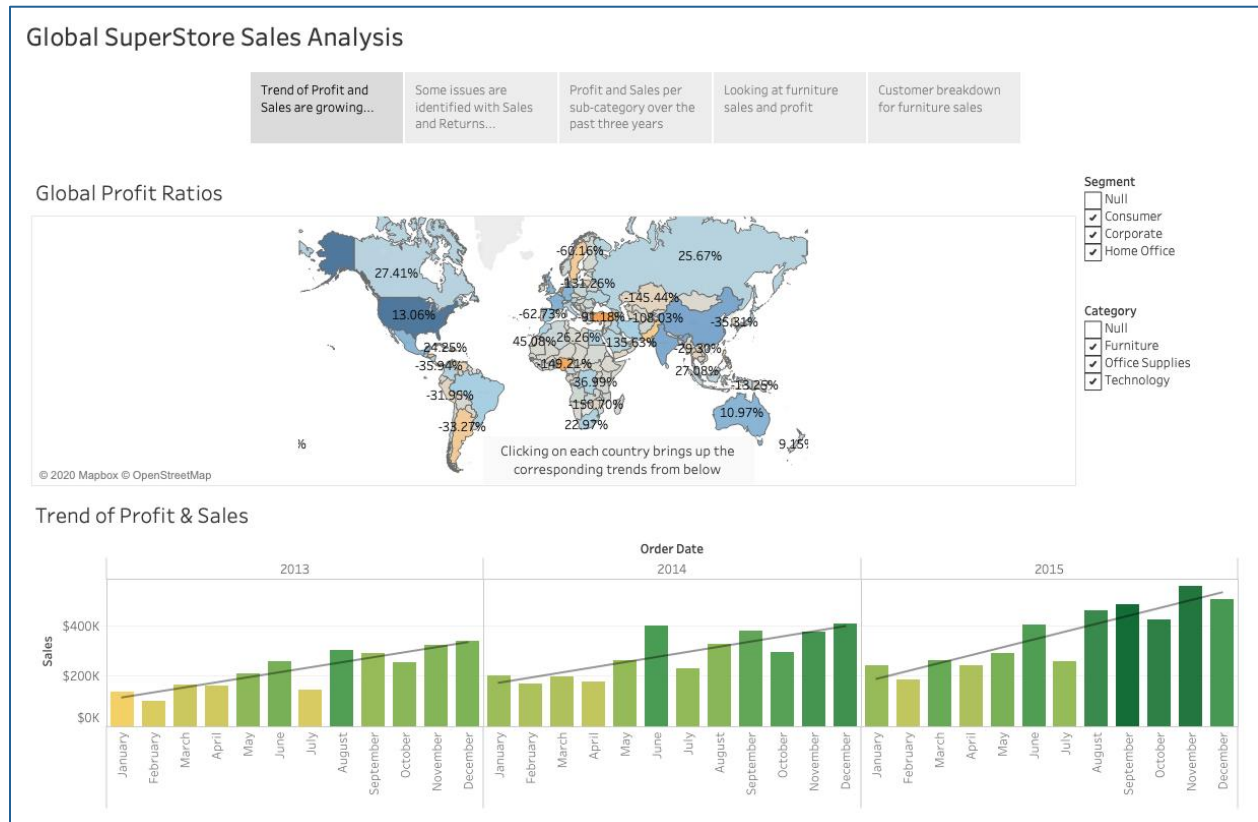 Global SuperStore Sales Analysis
Trend of Profit and
Sales are growing...
Some issues are
identified with Sales
and Returns...
Profit and Sales per
sub-category over the
past three years
Looking at furniture
sales and profit
Customer breakdown
for furniture sales
Global Profit Ratios
Segment
Null
Consumer
Corporate
Home Office
Category
Null
Furniture
Office Supplies
Technology
-60.16%
25.67%
27.41%
-131.26%
-145.44%
13.06%
-62.73%
-91.18%
-108.03%
-35.31%
24.25%
45.08%
26.26%
-135.63%
-29.30%
-35.94%
-149.21%
27.08%
-31.95%
36.99%
-13.25%
-150.70%
10.97%
-33.27%
22.97%
%
9.15%
Clicking on each country brings up the
corresponding trends from below
© 2020 Mapbox © OpenStreetMap
Trend of Profit & Sales
Order Date
2013
2014
2015
Sales
$400K
$200K
$0K
January
February
March
April
May
June
July
August
September
October
November
December
January
February
March
April
May
June
July
August
September
October
November
December
January
February
March
April
May
June
July
August
September
October
November
December